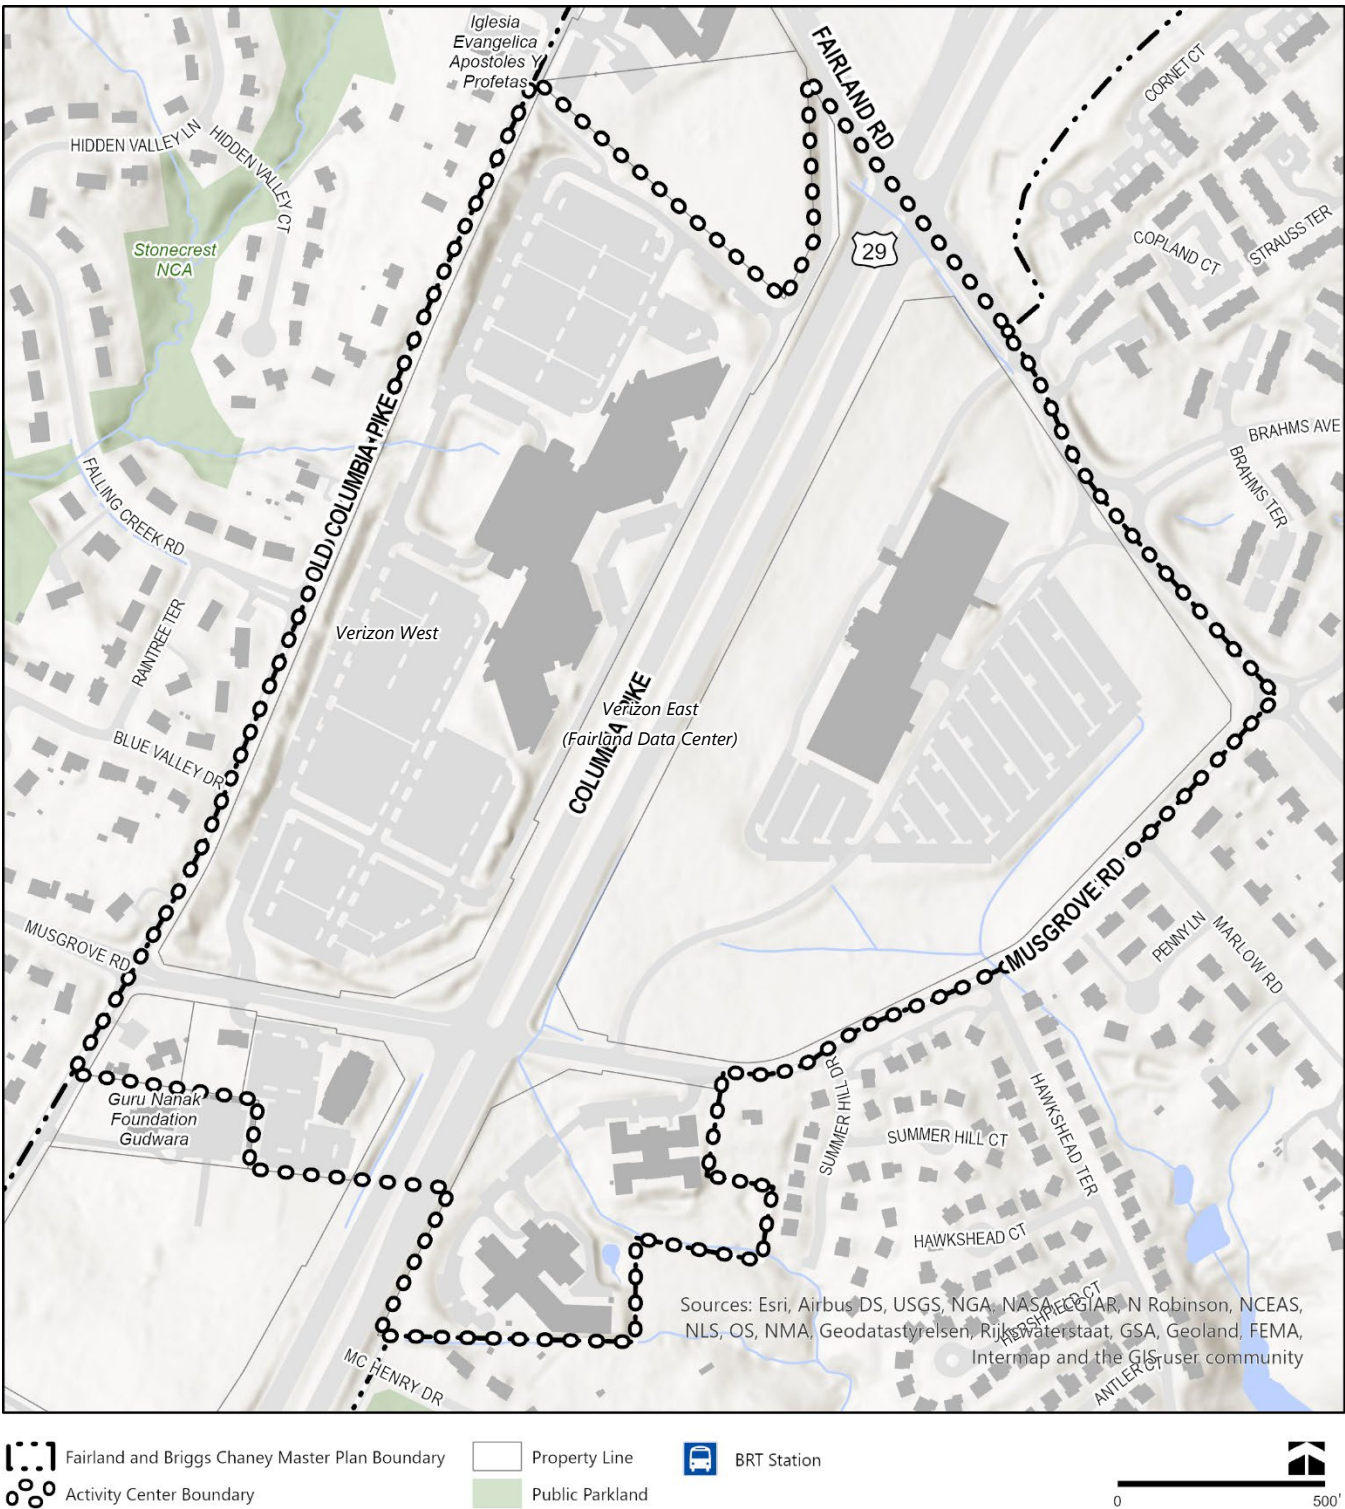 Iglesia
Evangelica
Apostoles Y
Profetas
FAIRLAND RD
CORNET CT
HIDDEN VALLEY LN
HIDDEN VALLEY CT
STRAUSS TER
COPLAND CT
Stonecrest
NCA
29
OLD COLUMBIA PIKE
BRAHMS AVE
BRAHMS TER
FALLING CREEK RD
RAINTREE TER
Verizon West
COLUMBIA PIKE
Verizon East
(Fairland Data Center)
BLUE VALLEY DR
MUSGROVE RD
MUSGROVE RD
PENNY LN
MARLOW RD
Guru Nanak
Foundation
Gudwara
SUMMER HILL DR
SUMMER HILL CT
HAWKSHEAD TER
HAWKSHEAD CT
Sources: Esri, Airbus DS, USGS, NGA, NASA, CGIAR, N Robinson, NCEAS,
NLS, OS, NMA, Geodatastyrelsen, Rijkswaterstaat, GSA, Geoland, FEMA,
Intermap and the GIS user community
MC HENRY DR
ANTLER CT
Fairland and Briggs Chaney Master Plan Boundary
Property Line
BRT Station
Activity Center Boundary
Public Parkland
0 500'